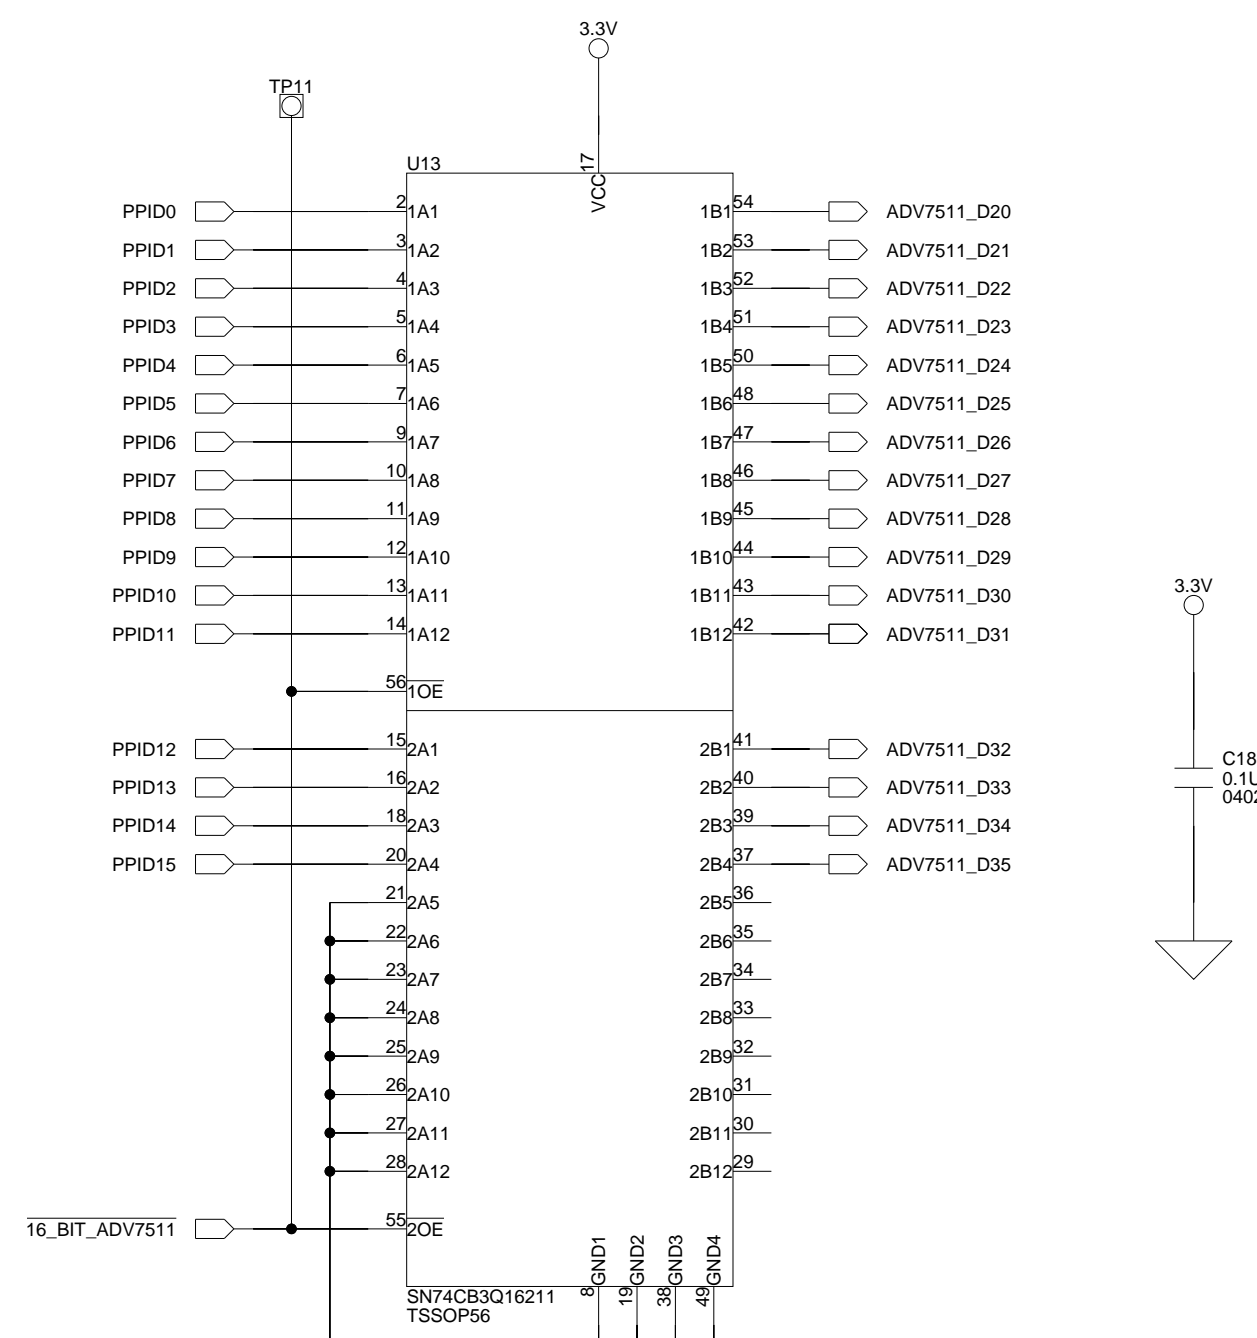 3.3V
TP11
U13
17
VCC
PPID0 2 1A1 1B1 54 ADV7511_D20
PPID1 3 1A2 1B2 53 ADV7511_D21
PPID2 4 1A3 1B3 52 ADV7511_D22
PPID3 5 1A4 1B4 51 ADV7511_D23
PPID4 6 1A5 1B5 50 ADV7511_D24
PPID5 7 1A6 1B6 48 ADV7511_D25
PPID6 9 1A7 1B7 47 ADV7511_D26
PPID7 10 1A8 1B8 46 ADV7511_D27
PPID8 11 1A9 1B9 45 ADV7511_D28
PPID9 12 1A10 1B10 44 ADV7511_D29
PPID10 13 1A11 1B11 43 ADV7511_D30
PPID11 14 1A12 1B12 42 ADV7511_D31
56 1OE
PPID12 15 2A1 2B1 41 ADV7511_D32
PPID13 16 2A2 2B2 40 ADV7511_D33
PPID14 18 2A3 2B3 39 ADV7511_D34
PPID15 20 2A4 2B4 37 ADV7511_D35
21 2A5 2B5 36
22 2A6 2B6 35
23 2A7 2B7 34
24 2A8 2B8 33
25 2A9 2B9 32
26 2A10 2B10 31
27 2A11 2B11 30
28 2A12 2B12 29
16_BIT_ADV7511 55 2OE
8 GND1
19 GND2
38 GND3
49 GND4
SN74CB3Q16211
TSSOP56
3.3V
C18
0.1U
0402